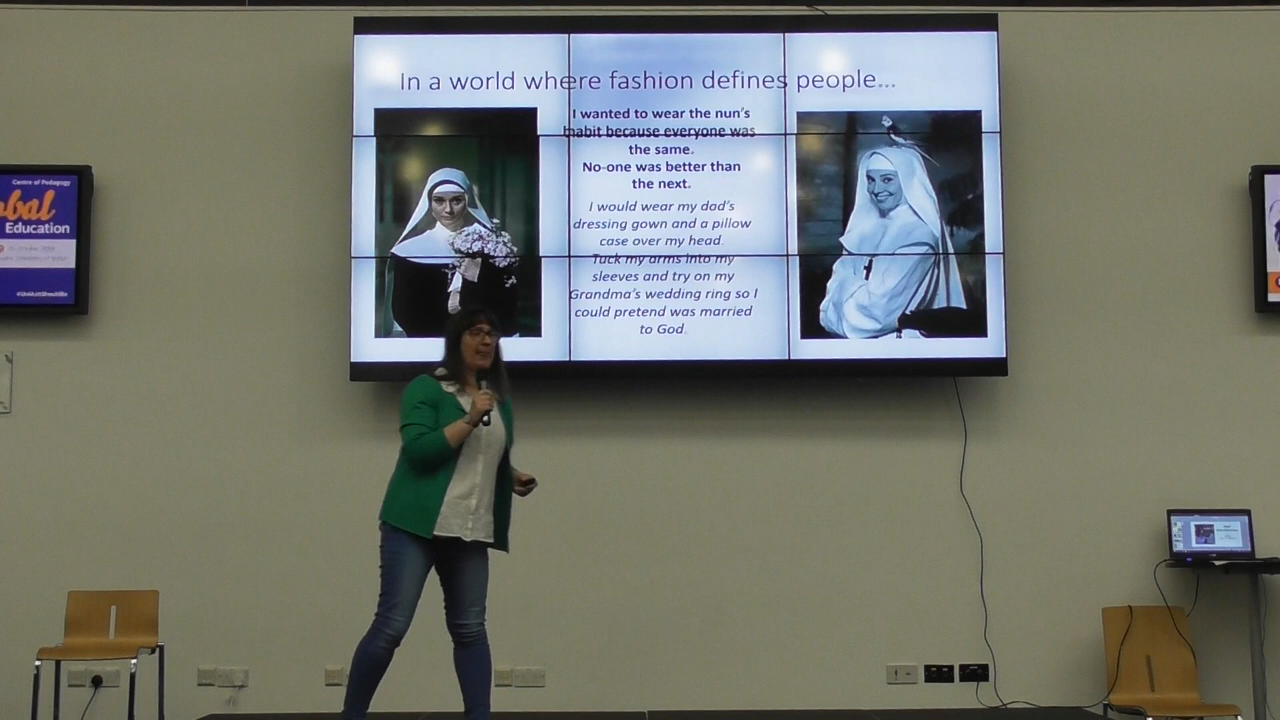 In a world where fashion defines people...
I wanted to wear the nun's
habit because everyone was
the same.
No-one was better than
the next.
I would wear my dad's
dressing gown and a pillow
case over my head.
Tuck my arms into my
sleeves and try on my
Grandma's wedding ring so I
could pretend was married
to God.
Centre of Pedagogy
bal
Education